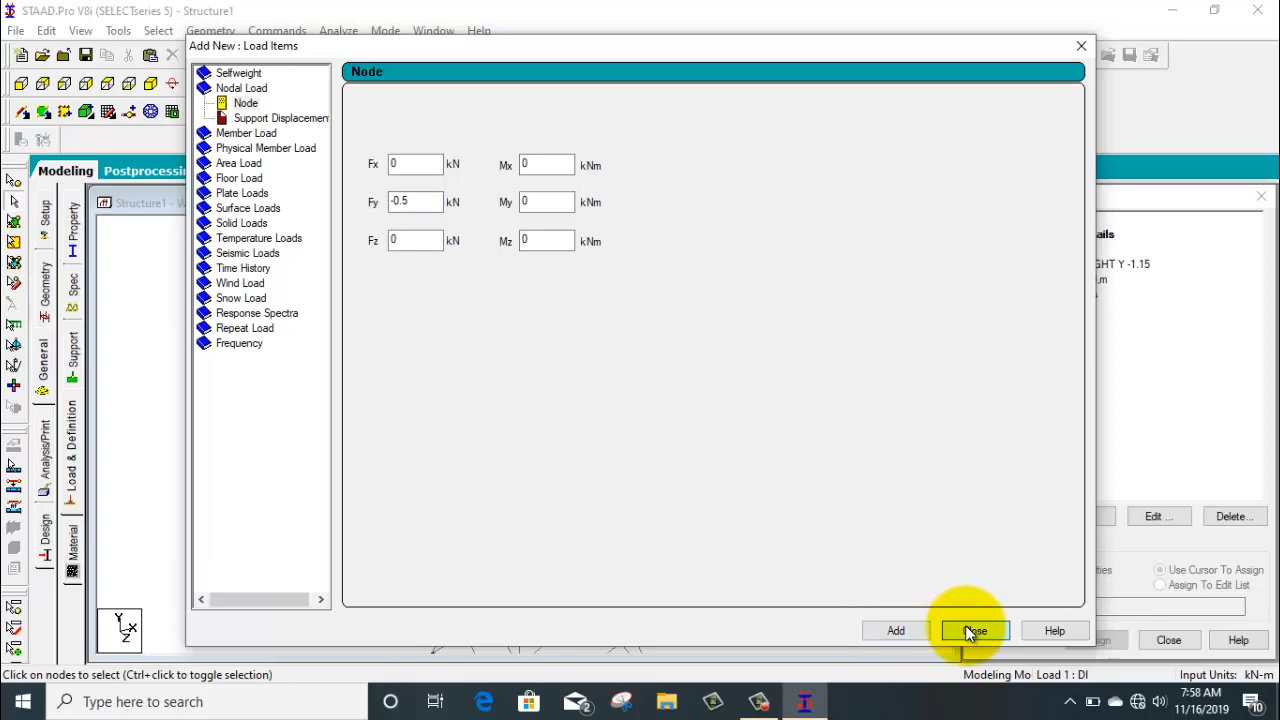 STAAD.Pro V8i (SELECTseries 5) - Structure1
File Edit View Tools Select Geometry Commands Analyze Mode Window Help
Add New : Load Items
Selfweight
Nodal Load
Node
Support Displacemen
Member Load
Physical Member Load
Area Load
Floor Load
Plate Loads
Surface Loads
Solid Loads
Temperature Loads
Seismic Loads
Time History
Wind Load
Snow Load
Response Spectra
Repeat Load
Frequency
Node
Fx 0 kN Mx 0 kNm
Fy -0.5 kN My 0 kNm
Fz 0 kN Mz 0 kNm
Add Close Help
Modeling Postprocessin
Structure1 - W
Setup
Geometry
General
Analysis/Print
Design
Property
Spec
Support
Load & Definition
Material
Y
X
Z
ails
GHT Y -1.15
,m
s
Edit ... Delete...
ties
Use Cursor To Assign
Assign To Edit List
ign Close Help
Click on nodes to select (Ctrl+click to toggle selection)
Modeling Mo Load 1 : Dl Input Units: kN-m
Type here to search
2
7:58 AM
11/16/2019
10